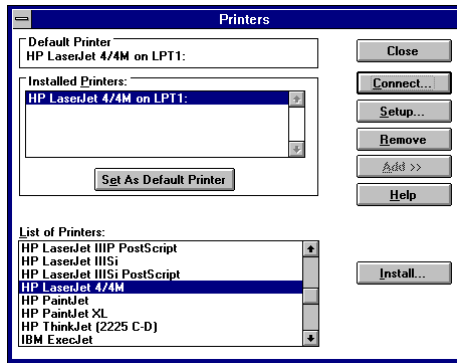 Printers
Default Printer
HP LaserJet 4/4M on LPT1:
Installed Printers:
HP LaserJet 4/4M on LPT1:
Set As Default Printer
Close
Connect...
Setup...
Remove
Add >>
Help
List of Printers:
HP LaserJet IIIP PostScript
HP LaserJet IIISi
HP LaserJet IIISi PostScript
HP LaserJet 4/4M
HP PaintJet
HP PaintJet XL
HP ThinkJet (2225 C-D)
IBM ExecJet
Install...